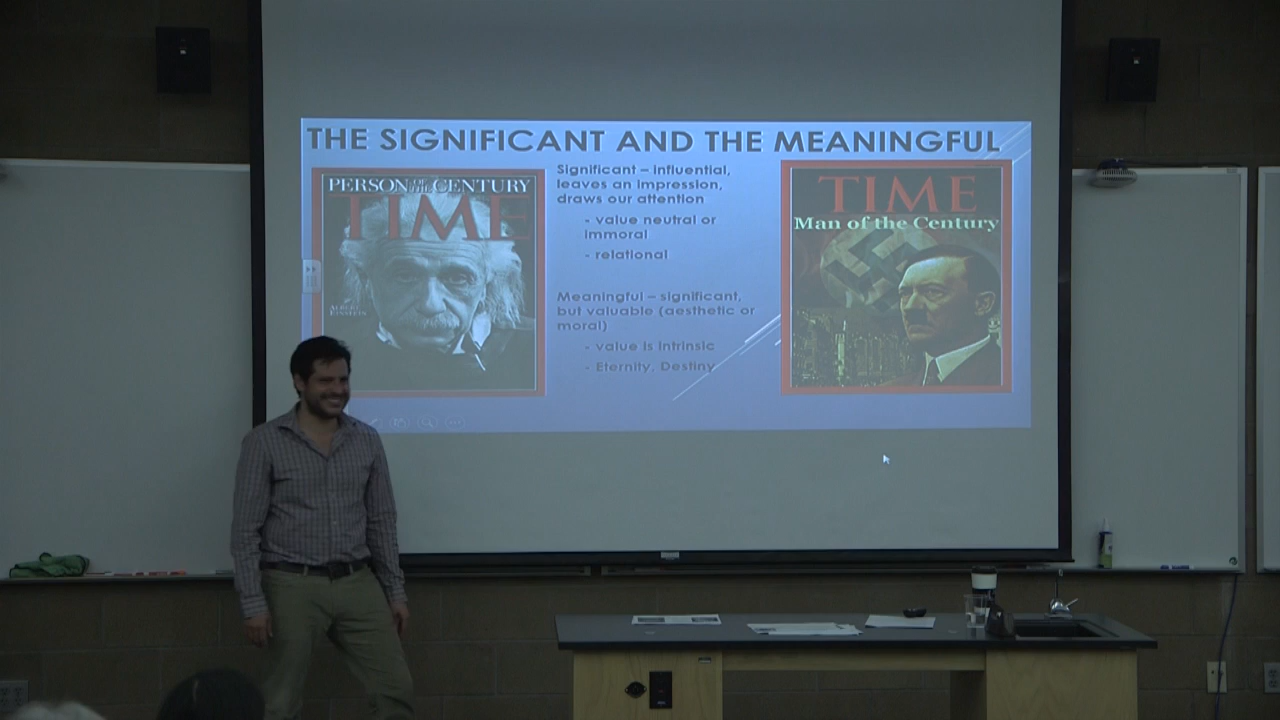 THE SIGNIFICANT AND THE MEANINGFUL
PERSON OF THE CENTURY
TIME
ALBERT
EINSTEIN
Significant – influential,
leaves an impression,
draws our attention
- value neutral or
immoral
- relational
Meaningful – significant,
but valuable (aesthetic or
moral)
- value is intrinsic
- Eternity, Destiny
TIME
Man of the Century